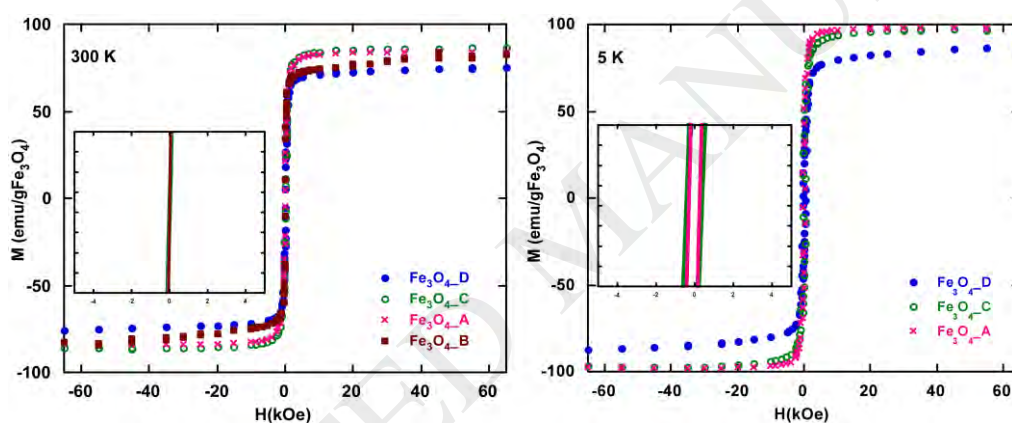 100
50
0
-50
-100
M (emu/gFe₃O₄)
300 K
-4 -2 0 2 4
Fe₃O₄_D
Fe₃O₄_C
Fe₃O₄_A
Fe₃O₄_B
-60 -40 -20 0 20 40 60
H(kOe)
100
50
0
-50
-100
M (emu/gFe₃O₄)
5 K
-4 -2 0 2 4
Fe₃O₄_D
Fe₃O₄_C
Fe₃O₄_A
-60 -40 -20 0 20 40 60
H(kOe)
TED MANU